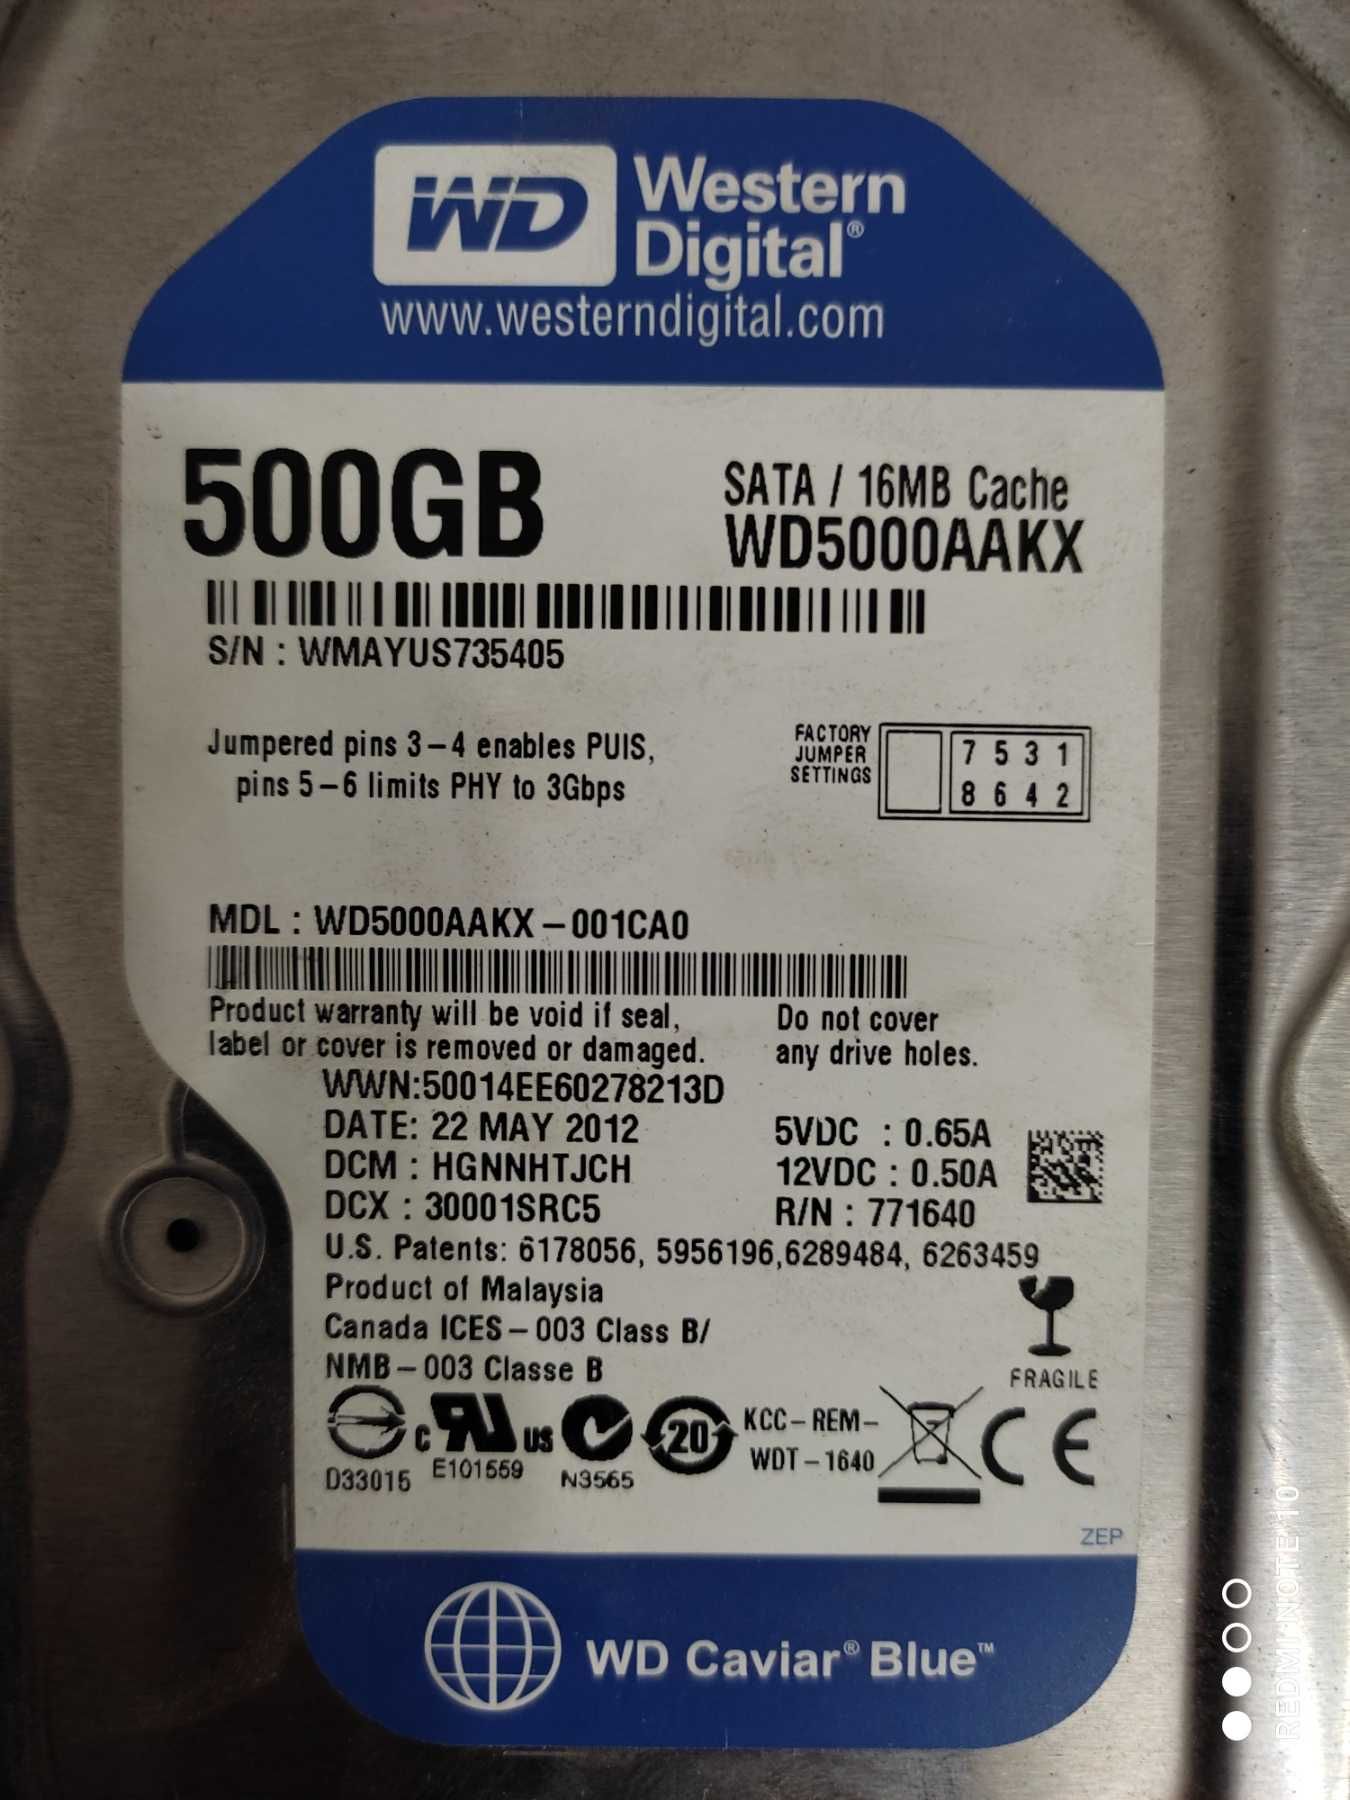 WD Western
Digital®
www.westerndigital.com
500GB
SATA / 16MB Cache
WD5000AAKX
S/N : WMAYUS735405
Jumpered pins 3-4 enables PUIS,
pins 5-6 limits PHY to 3Gbps
FACTORY
JUMPER
SETTINGS
7 5 3 1
8 6 4 2
MDL : WD5000AAKX-001CA0
Product warranty will be void if seal,
label or cover is removed or damaged.
Do not cover
any drive holes.
WWN:50014EE60278213D
DATE: 22 MAY 2012
DCM : HGNNHTJCH
DCX : 30001SRC5
5VDC : 0.65A
12VDC : 0.50A
R/N : 771640
U.S. Patents: 6178056, 5956196,6289484, 6263459
Product of Malaysia
Canada ICES-003 Class B/
NMB-003 Classe B
FRAGILE
D33015
C UL US
E101559
N3565
20
KCC-REM-
WDT-1640
CE
ZEP
WD Caviar® Blue™
REDMI NOTE 10